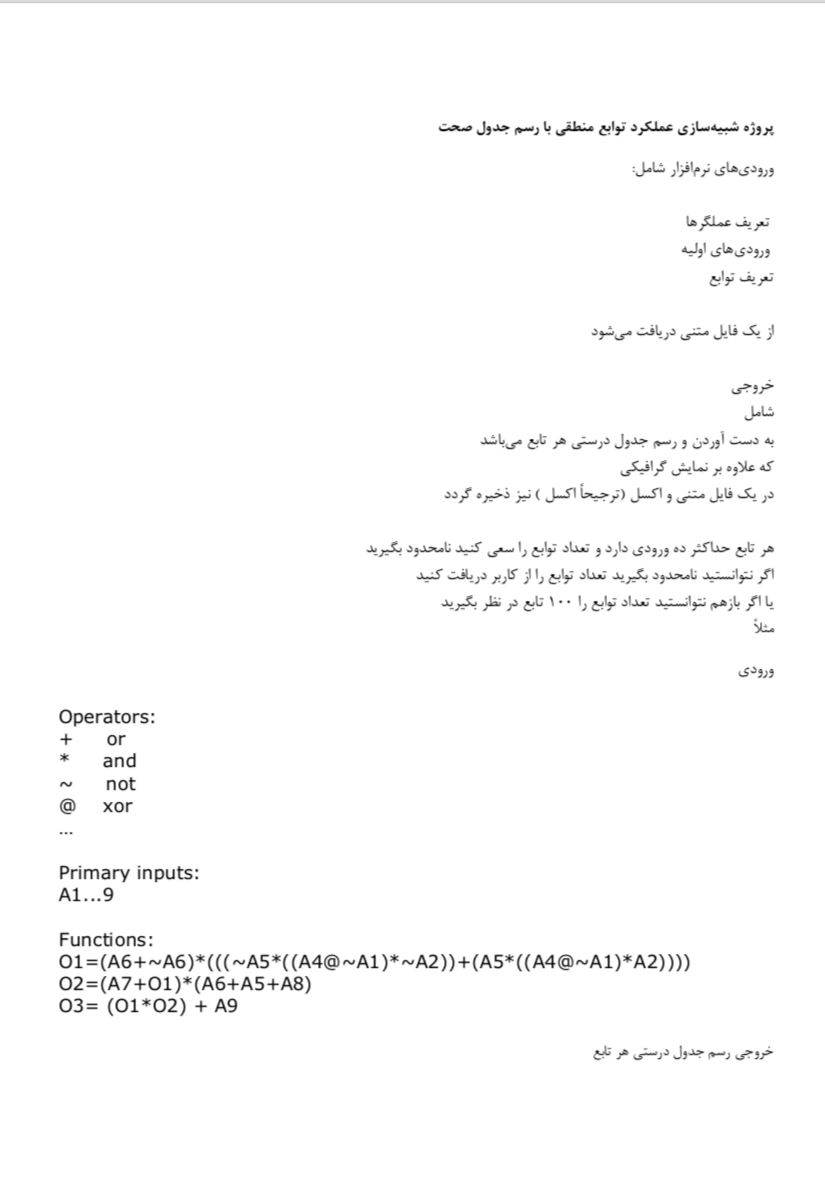 پروژه شبیه‌سازی عملکرد توابع منطقی با رسم جدول صحت
ورودی‌های نرم‌افزار شامل:
تعریف عملگرها
ورودی‌های اولیه
تعریف توابع
از یک فایل متنی دریافت می‌شود
خروجی
شامل
به دست آوردن و رسم جدول درستی هر تابع می‌باشد
که علاوه بر نمایش گرافیکی
در یک فایل متنی و اکسل (ترجیحاً اکسل ) نیز ذخیره گردد
هر تابع حداکثر ده ورودی دارد و تعداد توابع را سعی کنید نامحدود بگیرید
اگر نتوانستید نامحدود بگیرید تعداد توابع را از کاربر دریافت کنید
یا اگر بازهم نتوانستید تعداد توابع را ۱۰۰ تابع در نظر بگیرید
مثلاً
ورودی
Operators:
+ or
* and
~ not
@ xor
...
Primary inputs:
A1...9
Functions:
O1=(A6+~A6)*(((~A5*((A4@~A1)*~A2))+(A5*((A4@~A1)*A2))))
O2=(A7+O1)*(A6+A5+A8)
O3= (O1*O2) + A9
خروجی رسم جدول درستی هر تابع